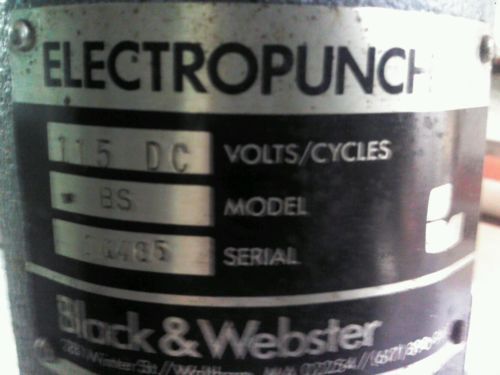 ELECTROPUNCH
115 DC VOLTS/CYCLES
BS MODEL
SERIAL
Black & Webster